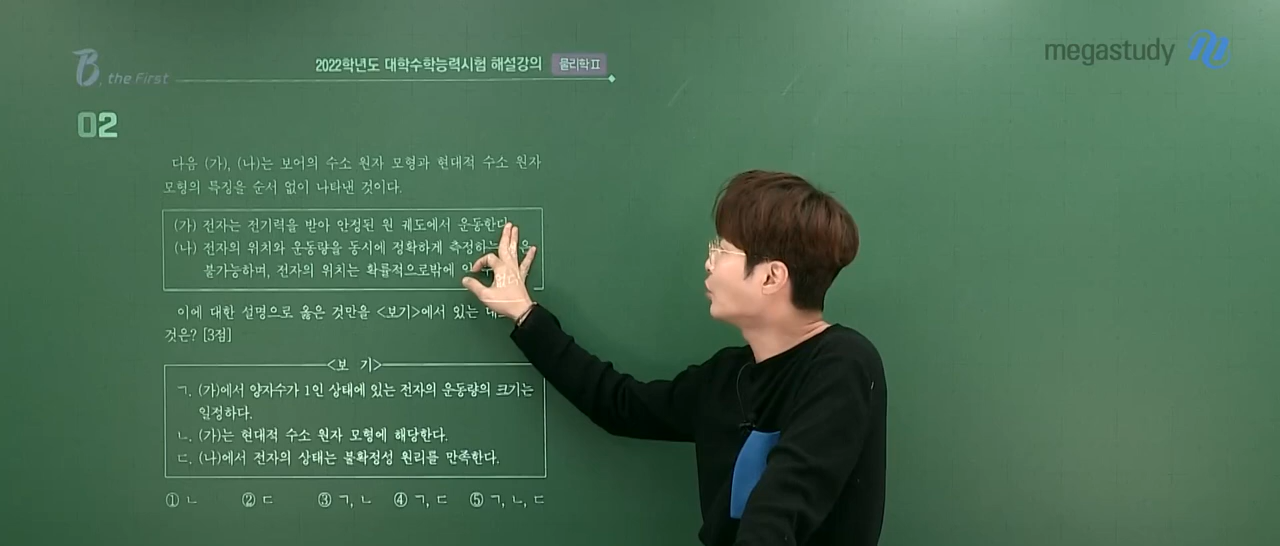 B, the First
2022학년도 대학수학능력시험 해설강의 물리학Ⅱ
megastudy
02
다음 (가), (나)는 보어의 수소 원자 모형과 현대적 수소 원자
모형의 특징을 순서 없이 나타낸 것이다.
(가) 전자는 전기력을 받아 안정된 원 궤도에서 운동한다
(나) 전자의 위치와 운동량을 동시에 정확하게 측정하는 은
불가능하며, 전자의 위치는 확률적으로밖에
이에 대한 설명으로 옳은 것만을 <보기>에서 있는 대로
것은? [3점]
<보 기>
ㄱ. (가)에서 양자수가 1인 상태에 있는 전자의 운동량의 크기는
일정하다.
ㄴ. (가)는 현대적 수소 원자 모형에 해당한다.
ㄷ. (나)에서 전자의 상태는 불확정성 원리를 만족한다.
① ㄴ ② ㄷ ③ ㄱ, ㄴ ④ ㄱ, ㄷ ⑤ ㄱ, ㄴ, ㄷ